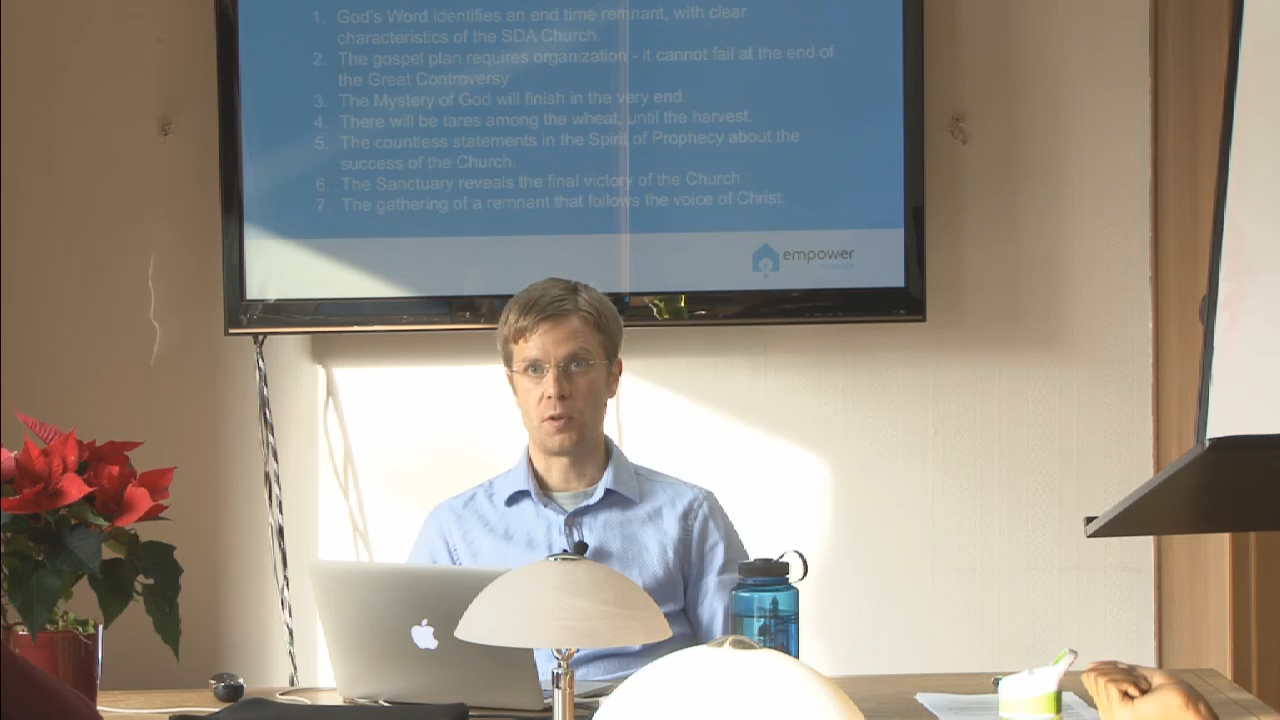 1. God's Word identifies an end time remnant, with clear
characteristics of the SDA Church.
2. The gospel plan requires organization - it cannot fail at the end of
the Great Controversy
3. The Mystery of God will finish in the very end.
4. There will be tares among the wheat, until the harvest.
5. The countless statements in the Spirit of Prophecy about the
success of the Church.
6. The Sanctuary reveals the final victory of the Church
7. The gathering of a remnant that follows the voice of Christ.
empower